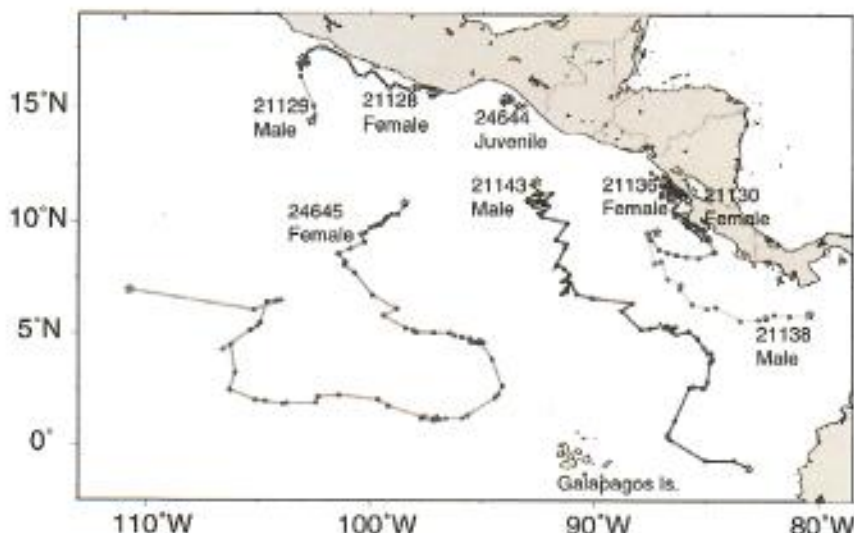 15°N
10°N
5°N
0°
21129
Male
21128
Female
24644
Juvenile
21143
Male
21136
Female
21130
Female
24645
Female
21138
Male
Galapagos Is.
110°W
100°W
90°W
80°W